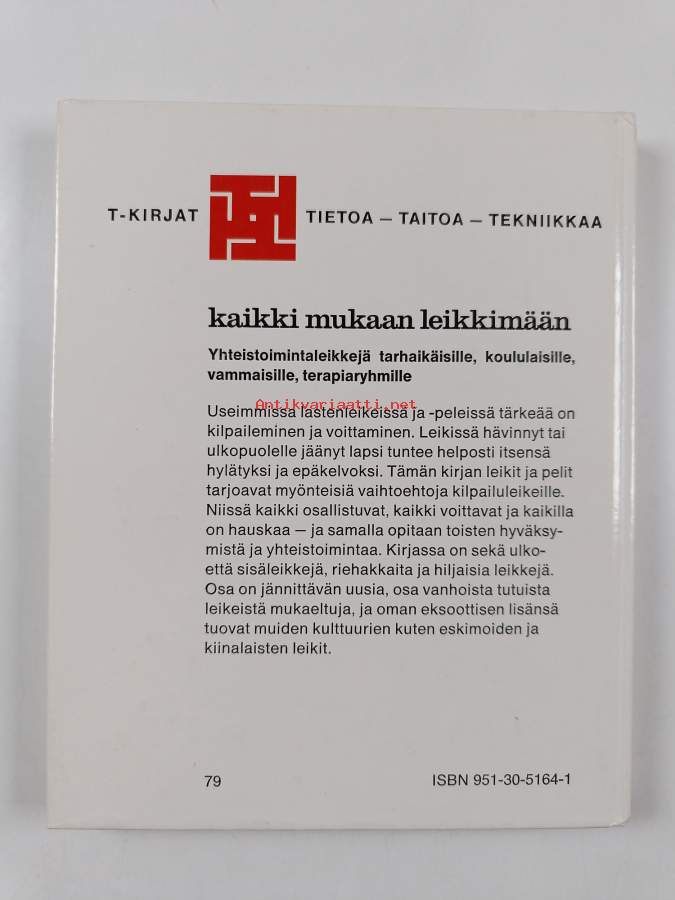 T-KIRJAT TIETOA – TAITOA – TEKNIIKKAA
kaikki mukaan leikkimään
Yhteistoimintaleikkejä tarhaikäisille, koululaisille,
vammaisille, terapiaryhmille
Antikvariaatti.net
Useimmissa lastenleikeissä ja -peleissä tärkeää on
kilpaileminen ja voittaminen. Leikissä hävinnyt tai
ulkopuolelle jäänyt lapsi tuntee helposti itsensä
hylätyksi ja epäkelvoksi. Tämän kirjan leikit ja pelit
tarjoavat myönteisiä vaihtoehtoja kilpailuleikeille.
Niissä kaikki osallistuvat, kaikki voittavat ja kaikilla
on hauskaa – ja samalla opitaan toisten hyväksy-
mistä ja yhteistoimintaa. Kirjassa on sekä ulko-
että sisäleikkejä, riehakkaita ja hiljaisia leikkejä.
Osa on jännittävän uusia, osa vanhoista tutuista
leikeistä mukaeltuja, ja oman eksoottisen lisänsä
tuovat muiden kulttuurien kuten eskimoiden ja
kiinalaisten leikit.
79 ISBN 951-30-5164-1